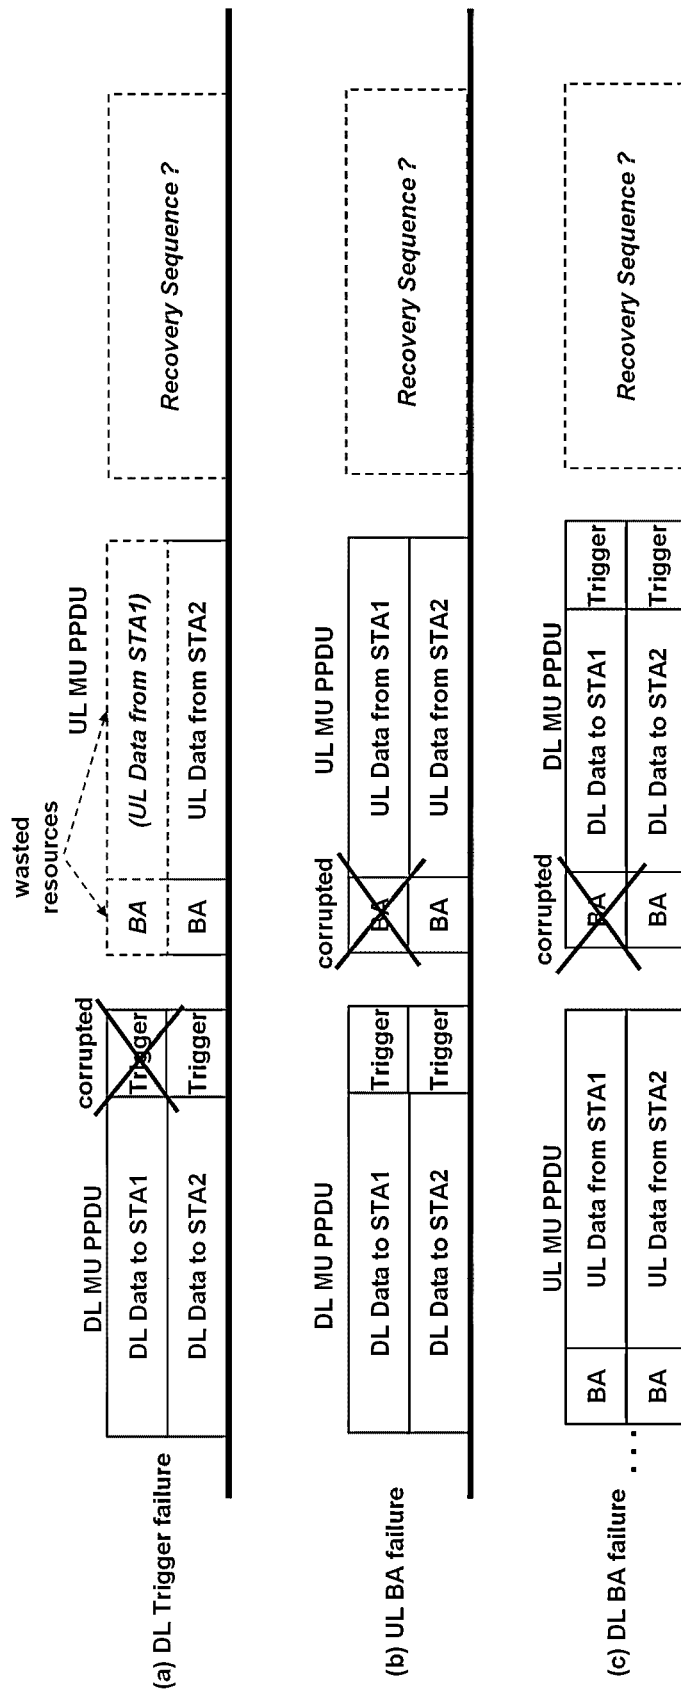 wasted
resources
corrupted
DL MU PPDU
UL MU PPDU
DL Data to STA1
Trigger
BA
(UL Data from STA1)
Recovery Sequence ?
DL Data to STA2
Trigger
BA
UL Data from STA2
(a) DL Trigger failure
DL MU PPDU
corrupted
UL MU PPDU
DL Data to STA1
Trigger
BA
UL Data from STA1
Recovery Sequence ?
DL Data to STA2
Trigger
BA
UL Data from STA2
(b) UL BA failure
UL MU PPDU
corrupted
DL MU PPDU
BA
UL Data from STA1
BA
DL Data to STA1
Trigger
Recovery Sequence ?
BA
UL Data from STA2
BA
DL Data to STA2
Trigger
(c) DL BA failure
. . .